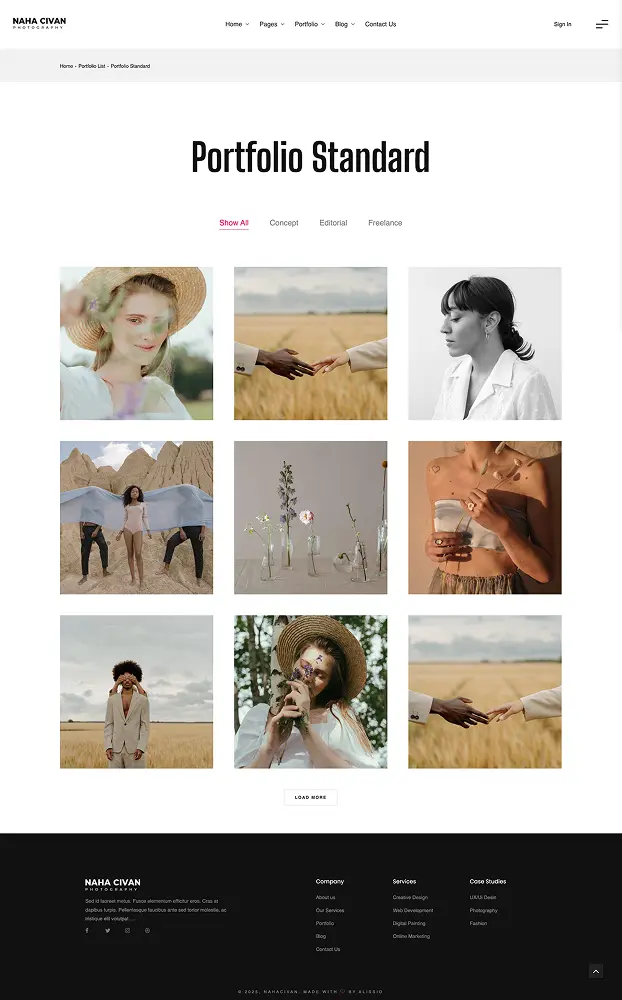 NAHA CIVAN
PHOTOGRAPHY
Home Pages Portfolio Blog Contact Us
Sign In
Home - Portfolio List - Portfolio Standard
Portfolio Standard
Show All Concept Editorial Freelance
LOAD MORE
NAHA CIVAN
PHOTOGRAPHY
Sed id laoreet metus. Fusce elementum efficitur eros. Cras at
dapibus turpis. Pellentesque faucibus ante sed tortor molestie, ac
tristique elit volutpat....
Company
About us
Our Services
Portfolio
Blog
Contact Us
Services
Creative Design
Web Development
Digital Painting
Online Marketing
Case Studies
UX/UI Desin
Photography
Fashion
© 2025, NAHACIVAN. MADE WITH ♡ BY ALISSIO